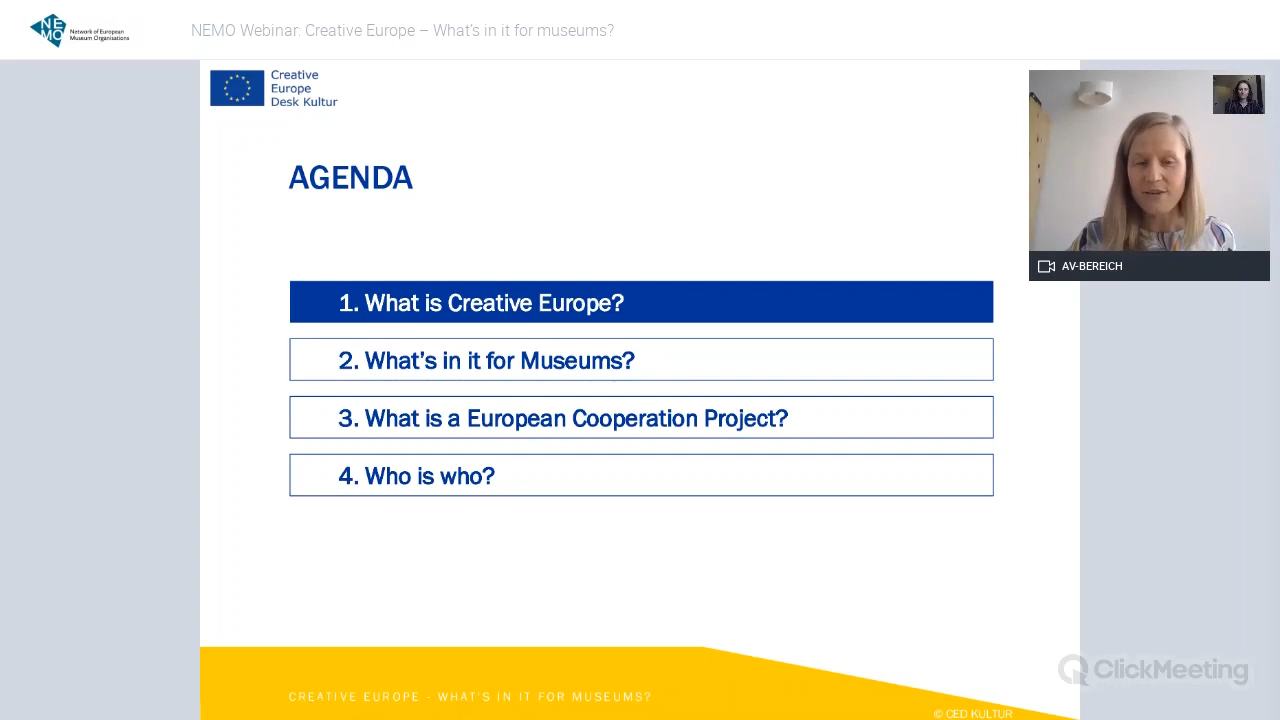 NEMO
Network of European
Museum Organisations
NEMO Webinar: Creative Europe – What's in it for museums?
Creative
Europe
Desk Kultur
AV-BEREICH
AGENDA
1. What is Creative Europe?
2. What's in it for Museums?
3. What is a European Cooperation Project?
4. Who is who?
ClickMeeting
CREATIVE EUROPE - WHAT'S IN IT FOR MUSEUMS?
© CED KULTUR